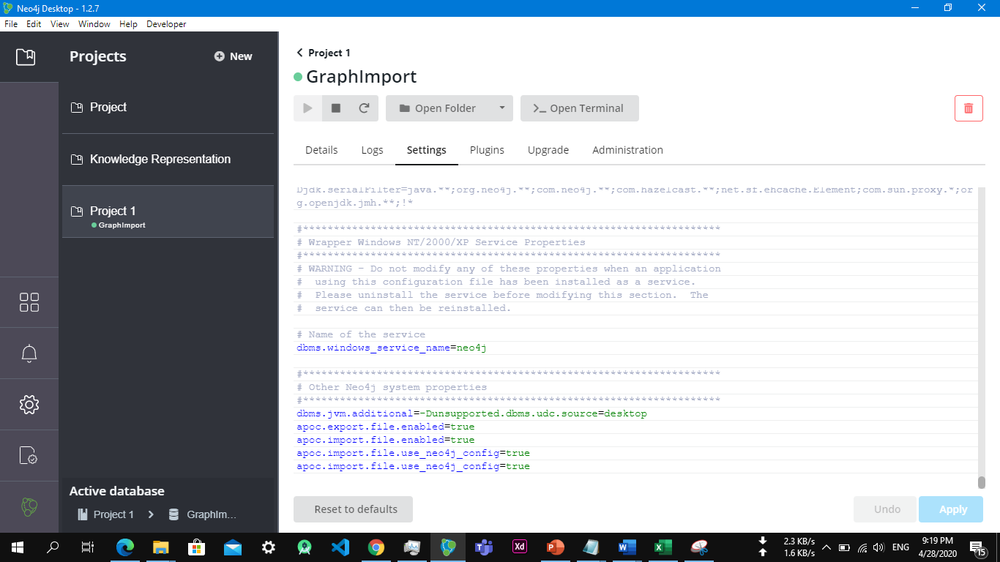 Neo4j Desktop - 1.2.7
File Edit View Window Help Developer
Projects
New
Project
Knowledge Representation
Project 1
GraphImport
Active database
Project 1 > GraphIm...
Project 1
GraphImport
Open Folder
>_ Open Terminal
Details Logs Settings Plugins Upgrade Administration
Djdk.serialFilter=java.**;org.neo4j.**;com.neo4j.**;com.hazelcast.**;net.sf.ehcache.Element;com.sun.proxy.*;or
g.openjdk.jmh.**;!*
#********************************************************************
# Wrapper Windows NT/2000/XP Service Properties
#********************************************************************
# WARNING - Do not modify any of these properties when an application
#  using this configuration file has been installed as a service.
#  Please uninstall the service before modifying this section.  The
#  service can then be reinstalled.
# Name of the service
dbms.windows_service_name=neo4j
#********************************************************************
# Other Neo4j system properties
#********************************************************************
dbms.jvm.additional=-Dunsupported.dbms.udc.source=desktop
apoc.export.file.enabled=true
apoc.import.file.enabled=true
apoc.import.file.use_neo4j_config=true
apoc.import.file.use_neo4j_config=true
Reset to defaults
Undo
Apply
Xd
2.3 KB/s
1.6 KB/s
ENG
9:19 PM
4/28/2020
15